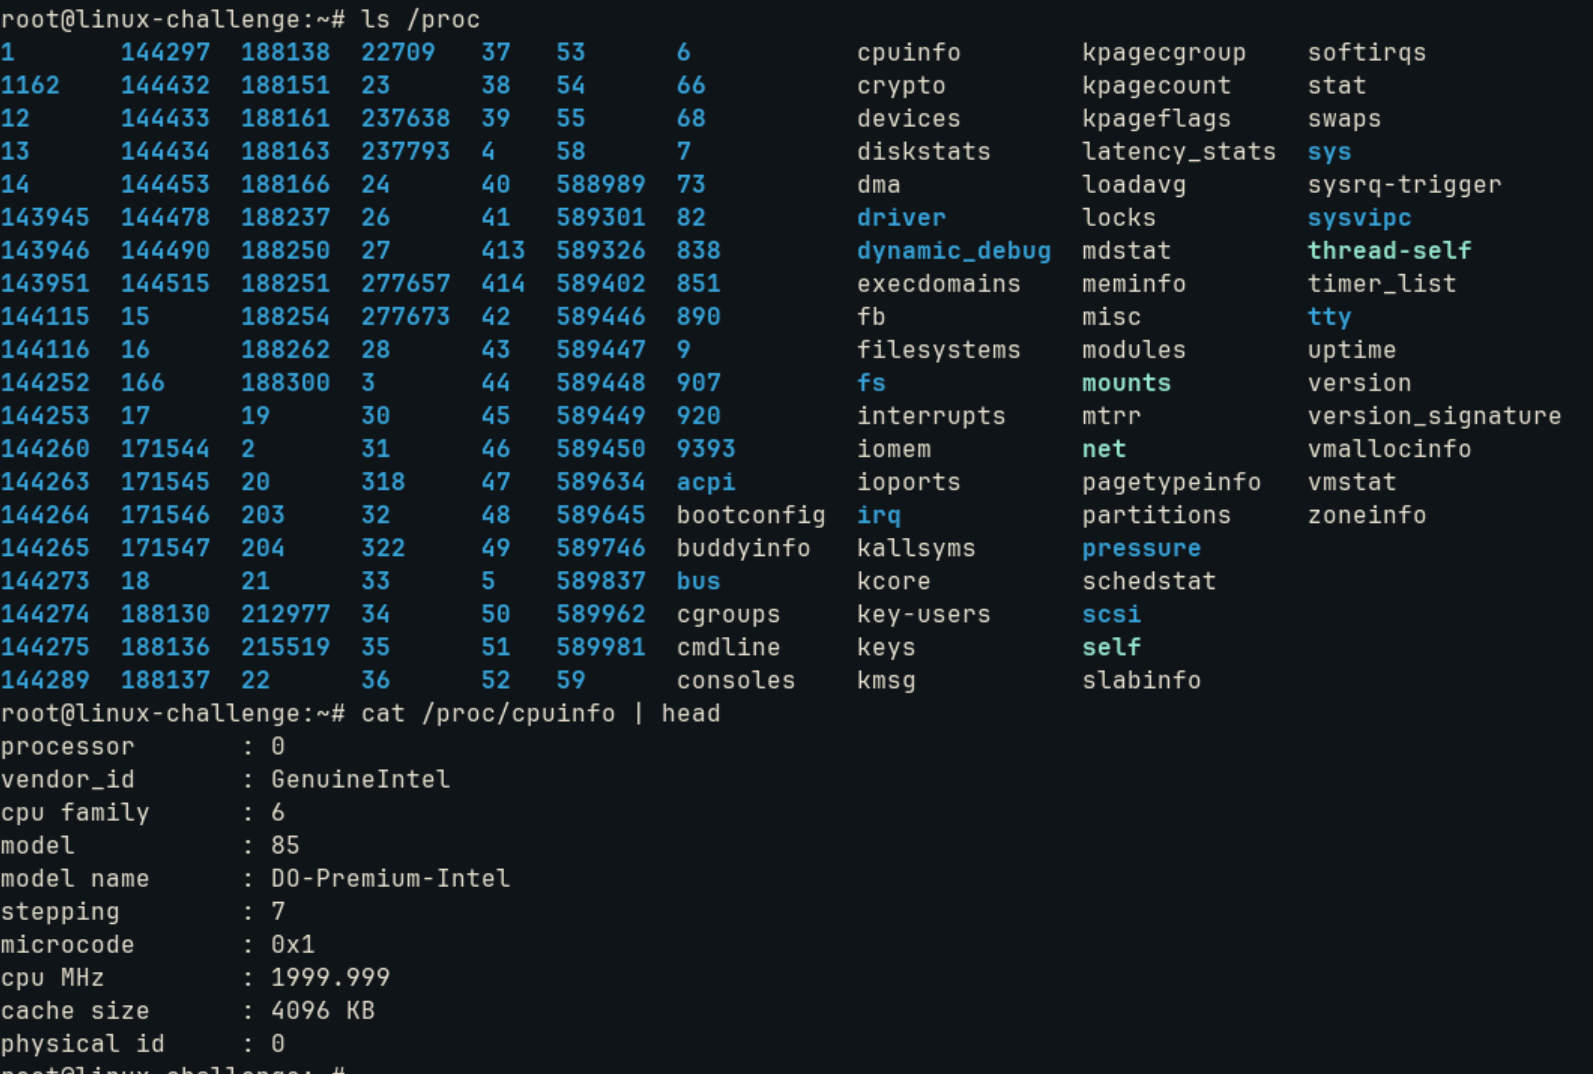 root@linux-challenge:~# ls /proc
1 144297 188138 22709 37 53 6 cpuinfo kpagecgroup softirqs
1162 144432 188151 23 38 54 66 crypto kpagecount stat
12 144433 188161 237638 39 55 68 devices kpageflags swaps
13 144434 188163 237793 4 58 7 diskstats latency_stats sys
14 144453 188166 24 40 588989 73 dma loadavg sysrq-trigger
143945 144478 188237 26 41 589301 82 driver locks sysvipc
143946 144490 188250 27 413 589326 838 dynamic_debug mdstat thread-self
143951 144515 188251 277657 414 589402 851 execdomains meminfo timer_list
144115 15 188254 277673 42 589446 890 fb misc tty
144116 16 188262 28 43 589447 9 filesystems modules uptime
144252 166 188300 3 44 589448 907 fs mounts version
144253 17 19 30 45 589449 920 interrupts mtrr version_signature
144260 171544 2 31 46 589450 9393 iomem net vmallocinfo
144263 171545 20 318 47 589634 acpi ioports pagetypeinfo vmstat
144264 171546 203 32 48 589645 bootconfig irq partitions zoneinfo
144265 171547 204 322 49 589746 buddyinfo kallsyms pressure
144273 18 21 33 5 589837 bus kcore schedstat
144274 188130 212977 34 50 589962 cgroups key-users scsi
144275 188136 215519 35 51 589981 cmdline keys self
144289 188137 22 36 52 59 consoles kmsg slabinfo
root@linux-challenge:~# cat /proc/cpuinfo | head
processor : 0
vendor_id : GenuineIntel
cpu family : 6
model : 85
model name : DO-Premium-Intel
stepping : 7
microcode : 0x1
cpu MHz : 1999.999
cache size : 4096 KB
physical id : 0
root@linux-challenge:~#